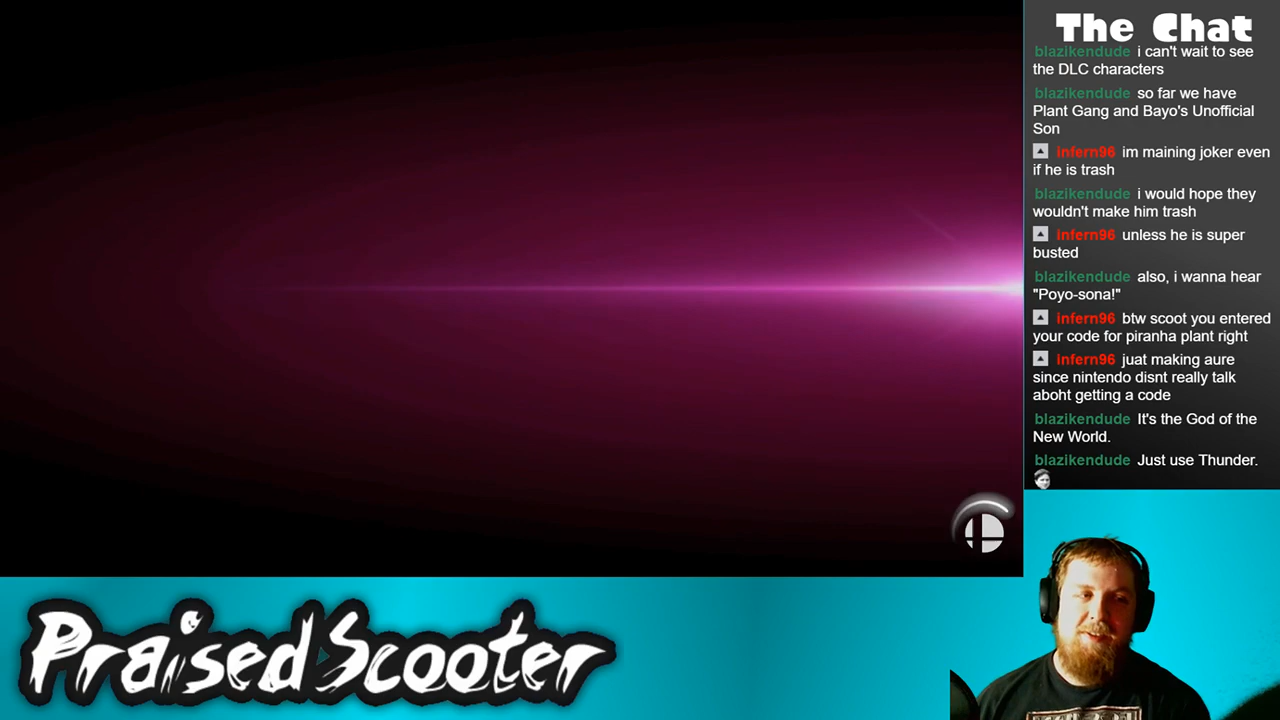 The Chat
blazikendude i can't wait to see
the DLC characters
blazikendude so far we have
Plant Gang and Bayo's Unofficial
Son
infern96 im maining joker even
if he is trash
blazikendude i would hope they
wouldn't make him trash
infern96 unless he is super
busted
blazikendude also, i wanna hear
"Poyo-sona!"
infern96 btw scoot you entered
your code for piranha plant right
infern96 juat making aure
since nintendo disnt really talk
aboht getting a code
blazikendude It's the God of the
New World.
blazikendude Just use Thunder.
PraisedScooter